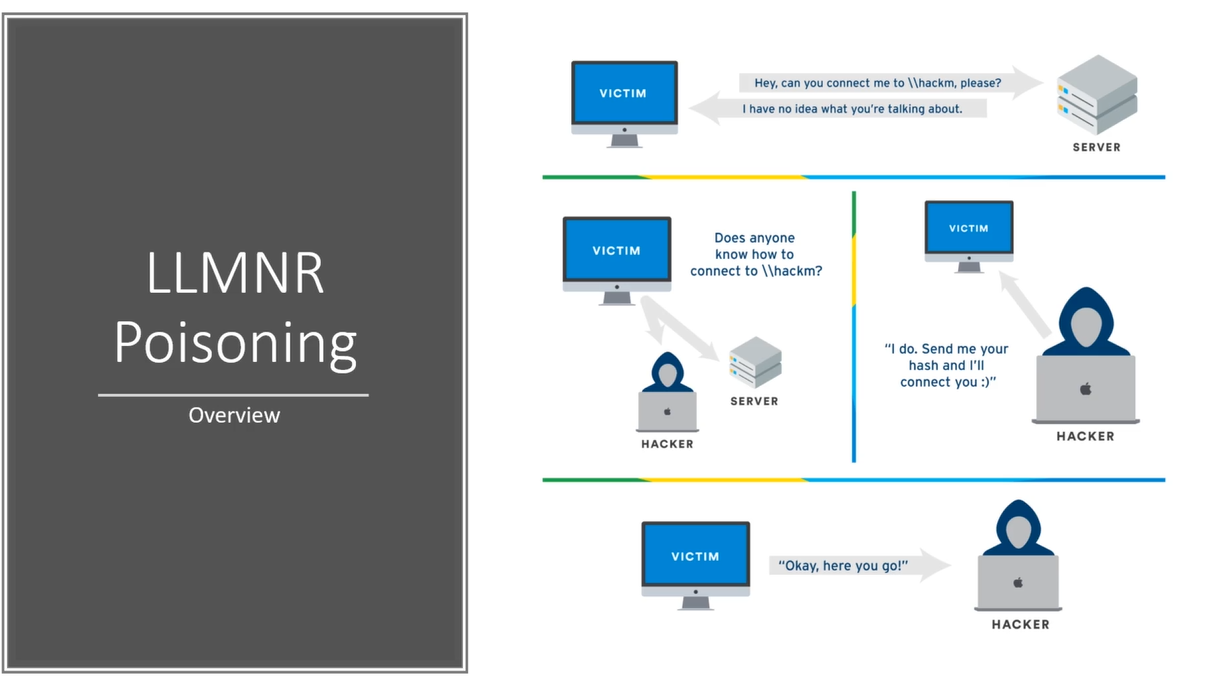 LLMNR
Poisoning
Overview
VICTIM
Hey, can you connect me to \\hackm, please?
I have no idea what you're talking about.
SERVER
VICTIM
Does anyone
know how to
connect to \\hackm?
HACKER
SERVER
VICTIM
“I do. Send me your
hash and I'll
connect you :)”
HACKER
VICTIM
“Okay, here you go!”
HACKER